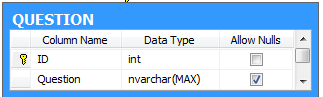 QUESTION
Column Name Data Type Allow Nulls
ID int
Question nvarchar(MAX)